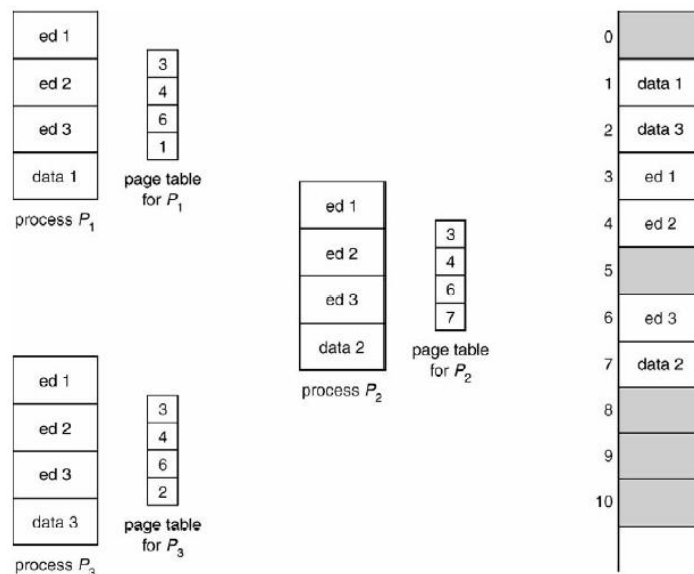 ed 1
ed 2
ed 3
data 1
process P1
3
4
6
1
page table
for P1
ed 1
ed 2
ed 3
data 2
process P2
3
4
6
7
page table
for P2
ed 1
ed 2
ed 3
data 3
process P3
3
4
6
2
page table
for P3
0
1 data 1
2 data 3
3 ed 1
4 ed 2
5
6 ed 3
7 data 2
8
9
10